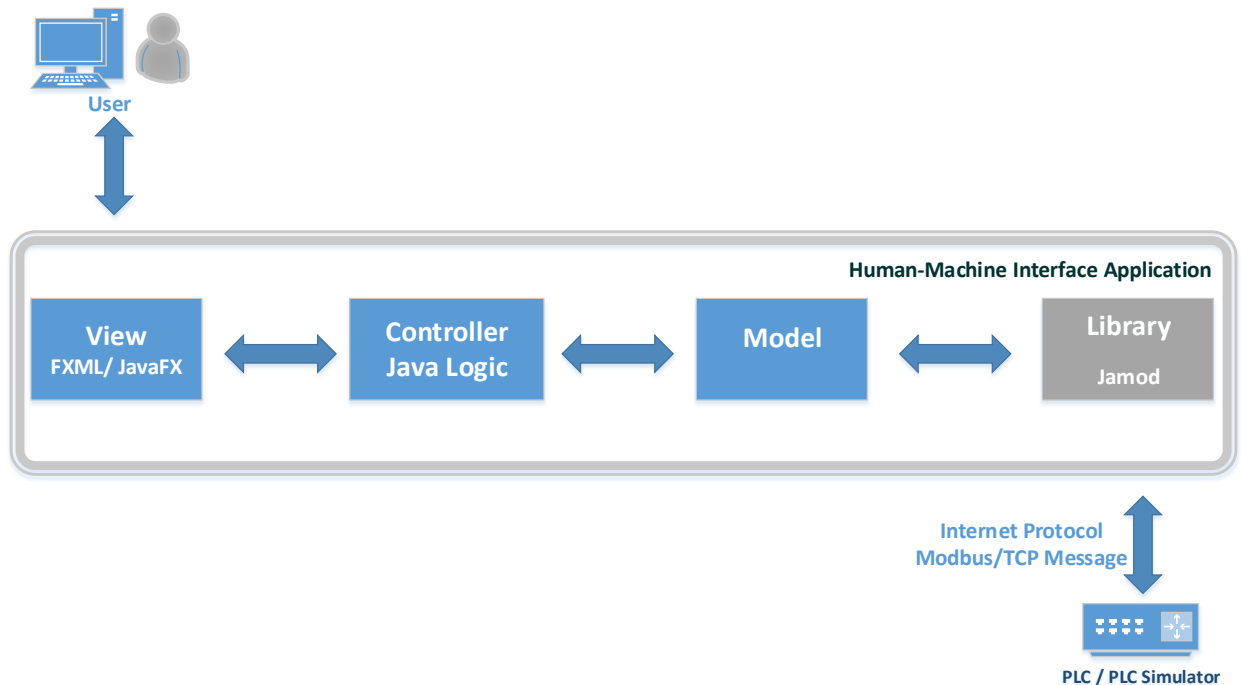 User
Human-Machine Interface Application
View
FXML/ JavaFX
Controller
Java Logic
Model
Library
Jamod
Internet Protocol
Modbus/TCP Message
PLC / PLC Simulator